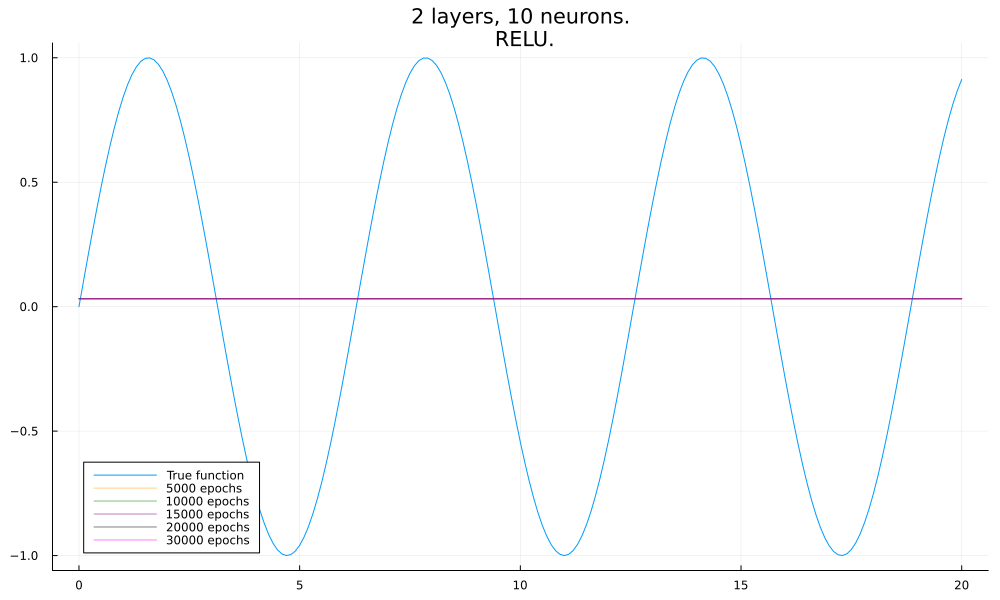 2 layers, 10 neurons.
RELU.
1.0
0.5
0.0
−0.5
−1.0
True function
5000 epochs
10000 epochs
15000 epochs
20000 epochs
30000 epochs
0
5
10
15
20